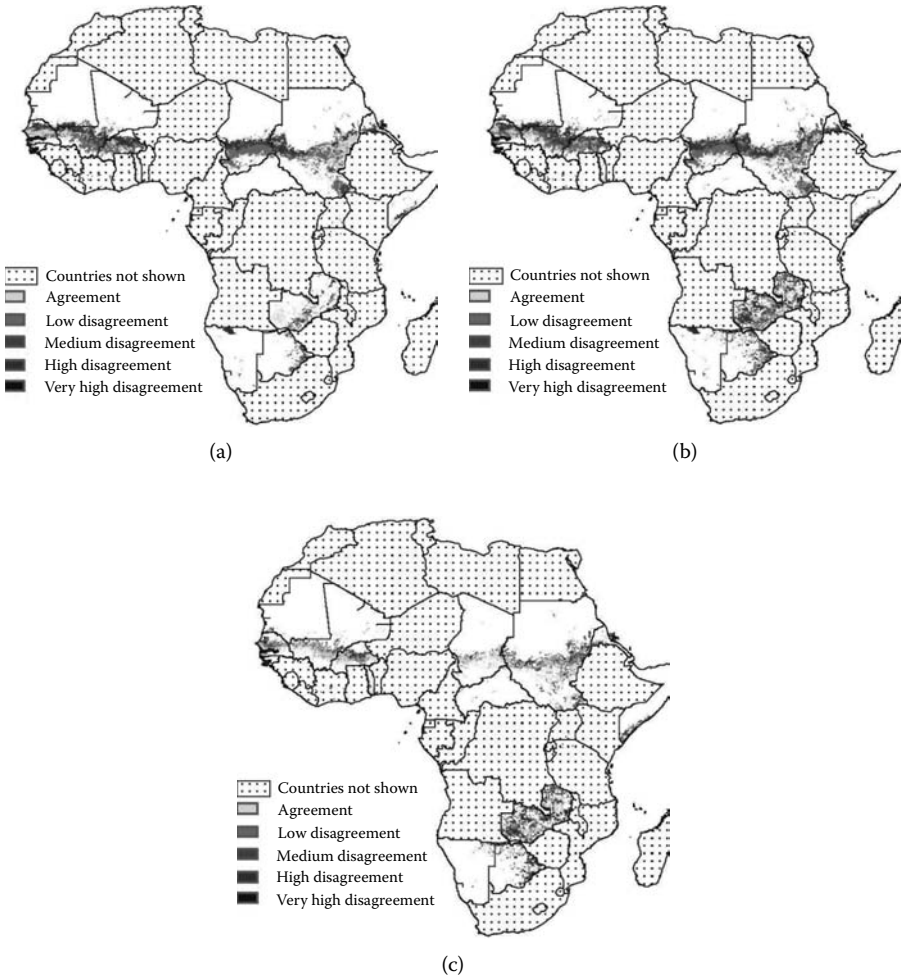 Countries not shown
Agreement
Low disagreement
Medium disagreement
High disagreement
Very high disagreement
(a)
Countries not shown
Agreement
Low disagreement
Medium disagreement
High disagreement
Very high disagreement
(b)
Countries not shown
Agreement
Low disagreement
Medium disagreement
High disagreement
Very high disagreement
(c)